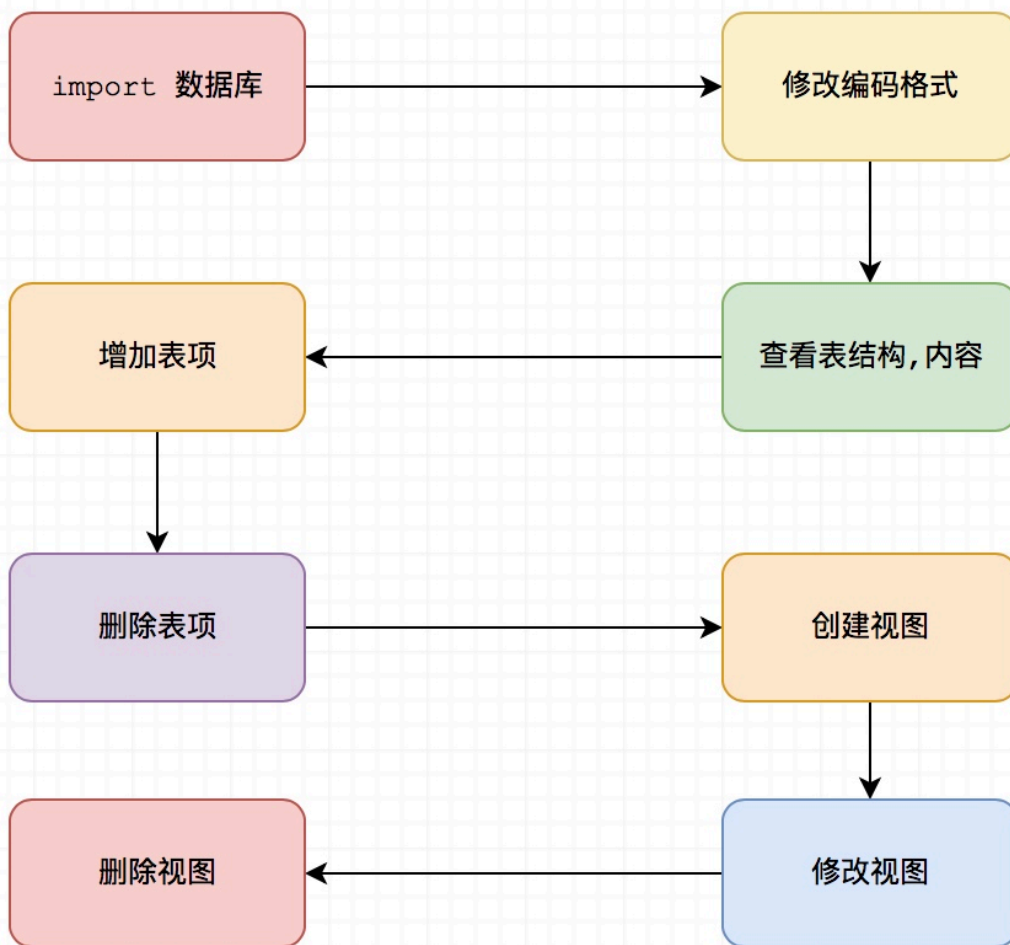 import 数据库
修改编码格式
查看表结构,内容
增加表项
删除表项
创建视图
修改视图
删除视图